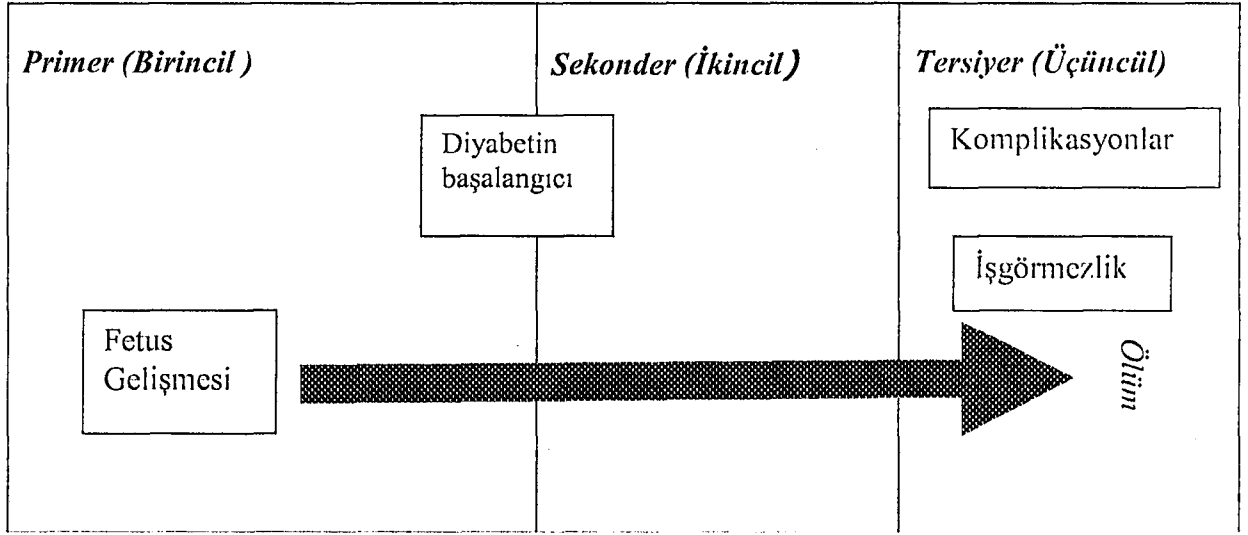 Primer (Birincil )
Sekonder (İkincil)
Tersiyer (Üçüncül)
Diyabetin
başalangıcı
Komplikasyonlar
İşgörmezlik
Fetus
Gelişmesi
Ölüm